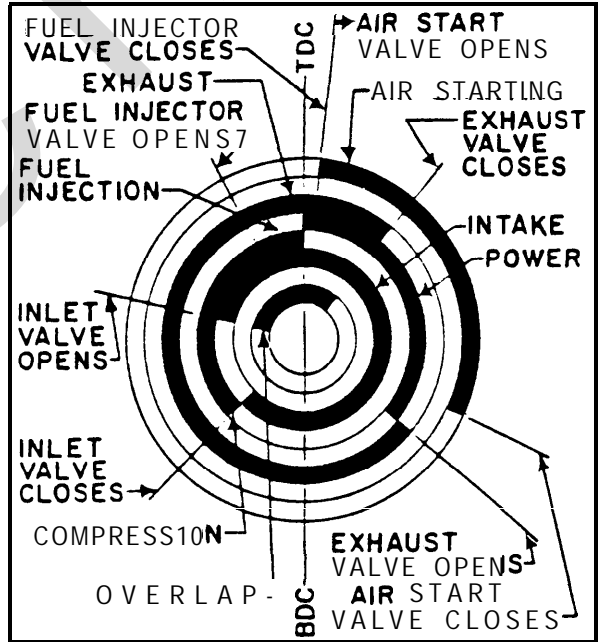 FUEL INJECTOR
VALVE CLOSES
EXHAUST
FUEL INJECTOR
VALVE OPENS7
FUEL
INJECTION
INLET
VALVE
OPENS
INLET
VALVE
CLOSES
COMPRESS10N
OVERLAP-
TDC
AIR START
VALVE OPENS
AIR STARTING
EXHAUST
VALVE
CLOSES
INTAKE
POWER
EXHAUST
VALVE OPENIS
AIR START
VALVE CLOSES
BDC